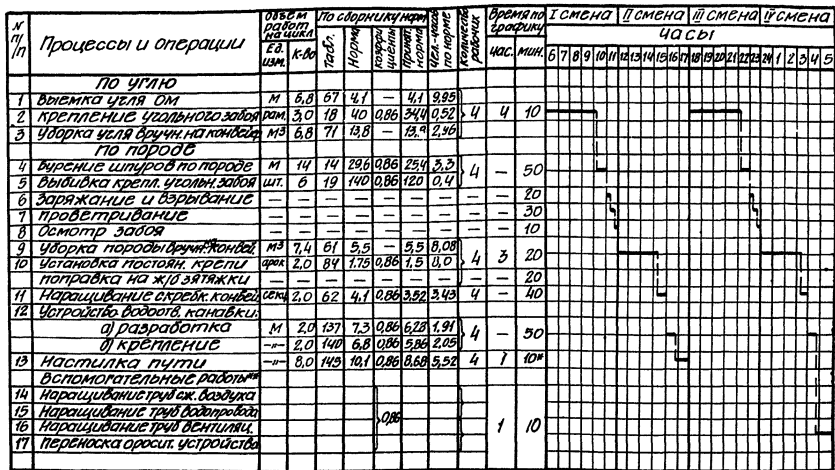 N п/п Процессы и операции Объем работ на цикл По сборнику норм Количество рабочих Время по графику I смена II смена III смена IV смена
часы
Ед. изм. К-во Табл. Норма Чел.-часов по норме час. мин. 6 7 8 9 10 11 12 13 14 15 16 17 18 19 20 21 22 23 24 1 2 3 4 5
По углю
1 Выемка угля ОМ м 6,8 67 4,1 — 4,1 9,95
2 Крепление угольного забоя рам. 3,0 18 40 0,86 34,4 0,52 4 4 10
3 Уборка угля вручн. на конвейер м3 6,8 71 13,8 — 13,9 2,46
По породе
4 Бурение шпуров по породе м 14 14 29,6 0,86 25,4 3,3 4 — 50
5 Выбивка крепл. угольн. забоя шт. 6 19 140 0,86 120 0,4
6 Заряжание и взрывание — — — — — — — — — 20
7 Проветривание — — — — — — — — — 30
8 Осмотр забоя — — — — — — — — — 10
9 Уборка породы вручн. на конвей. м3 7,4 61 5,5 — 5,5 8,08
10 Установка постоян. крепи арок 2,0 84 1.75 0,86 1,5 8,0 4 3 20
поправка на ж/б затяжки — — — — — — — — 20
11 Наращивание скребк. конвей. секц 2,0 62 4,1 0,86 3,52 3,43 4 — 40
12 Устройство водоотв. канавки:
а) разработка м 2,0 137 7,3 0,86 6,28 1,91 4 — 50
б) крепление —"— 2,0 140 6,8 0,86 5,86 2,05
13 Настилка пути —"— 8,0 145 10,1 0,86 8,68 5,52 4 1 10*
Вспомогательные работы**
14 Наращивание труб сж. воздуха
15 Наращивание труб водопровода 0,86
16 Наращивание труб вентиляц. 1 10
17 Переноска оросит. устройства